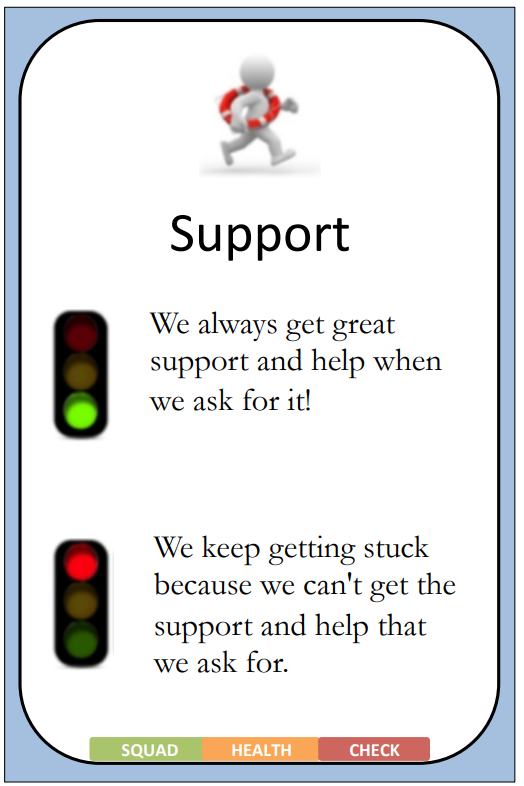 Support
We always get great
support and help when
we ask for it!
We keep getting stuck
because we can't get the
support and help that
we ask for.
SQUAD HEALTH CHECK